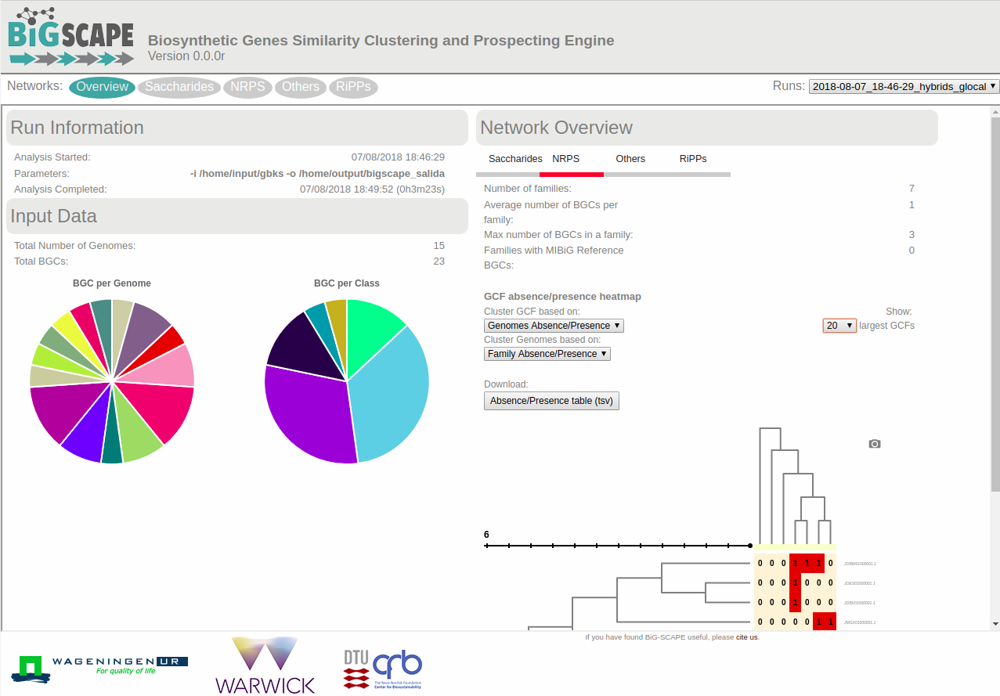 BiGSCAPE
Biosynthetic Genes Similarity Clustering and Prospecting Engine
Version 0.0.0r
Networks: Overview Saccharides NRPS Others RiPPs
Runs: 2018-08-07_18-46-29_hybrids_glocal
Run Information
Analysis Started: 07/08/2018 18:46:29
Parameters: -i /home/input/gbks -o /home/output/bigscape_salida
Analysis Completed: 07/08/2018 18:49:52 (0h3m23s)
Input Data
Total Number of Genomes: 15
Total BGCs: 23
BGC per Genome
BGC per Class
Network Overview
Saccharides NRPS Others RiPPs
Number of families: 7
Average number of BGCs per 1
family:
Max number of BGCs in a family: 3
Families with MIBiG Reference 0
BGCs:
GCF absence/presence heatmap
Cluster GCF based on: Show:
Genomes Absence/Presence 20 largest GCFs
Cluster Genomes based on:
Family Absence/Presence
Download:
Absence/Presence table (tsv)
6
0 0 0 1 1 1 0
0 0 0 1 0 0 0
0 0 0 1 0 0 0
0 0 0 0 0 1 1
If you have found BiG-SCAPE useful, please cite us.
WAGENINGEN UR
For quality of life
WARWICK
DTU
cfb
The Novo Nordisk Foundation
Center for Biosustainability